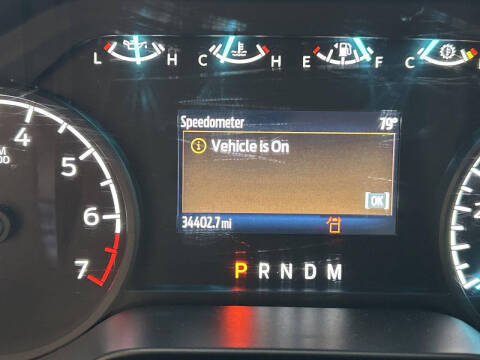 L H C H E F C
Speedometer 79°
Vehicle is On
[OK]
34402.7 mi
4
5
6
7
P R N D M